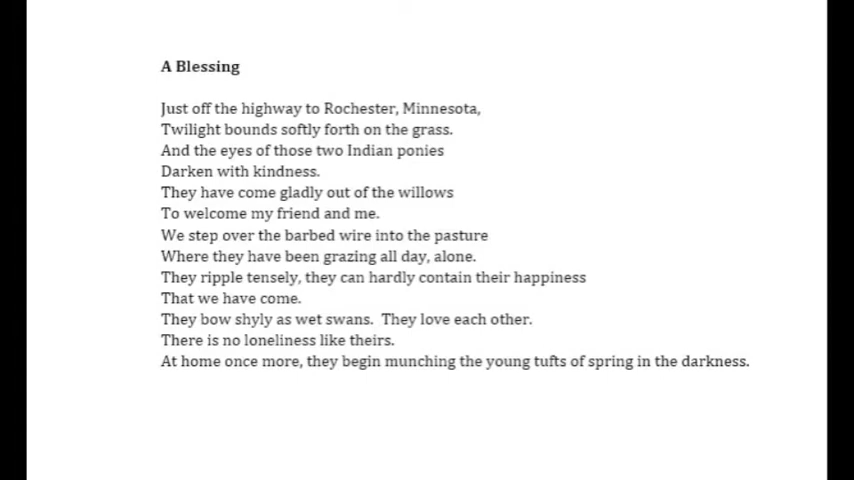 A Blessing
Just off the highway to Rochester, Minnesota,
Twilight bounds softly forth on the grass.
And the eyes of those two Indian ponies
Darken with kindness.
They have come gladly out of the willows
To welcome my friend and me.
We step over the barbed wire into the pasture
Where they have been grazing all day, alone.
They ripple tensely, they can hardly contain their happiness
That we have come.
They bow shyly as wet swans.  They love each other.
There is no loneliness like theirs.
At home once more, they begin munching the young tufts of spring in the darkness.